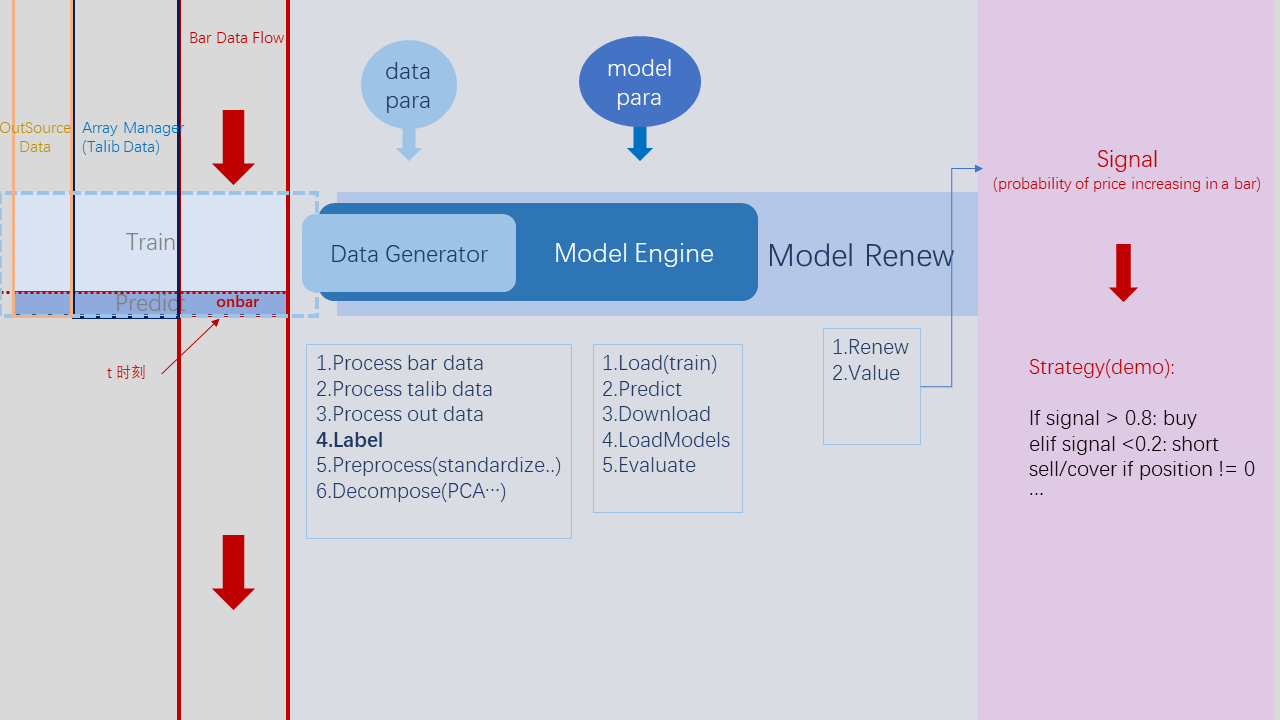 Bar Data Flow
OutSource
Data
Array Manager
(Talib Data)
data
para
model
para
Train
Predict
onbar
t 时刻
Data Generator
Model Engine
Model Renew
1.Process bar data
2.Process talib data
3.Process out data
4.Label
5.Preprocess(standardize..)
6.Decompose(PCA…)
1.Load(train)
2.Predict
3.Download
4.LoadModels
5.Evaluate
1.Renew
2.Value
Signal
(probability of price increasing in a bar)
Strategy(demo):
If signal > 0.8: buy
elif signal <0.2: short
sell/cover if position != 0
…